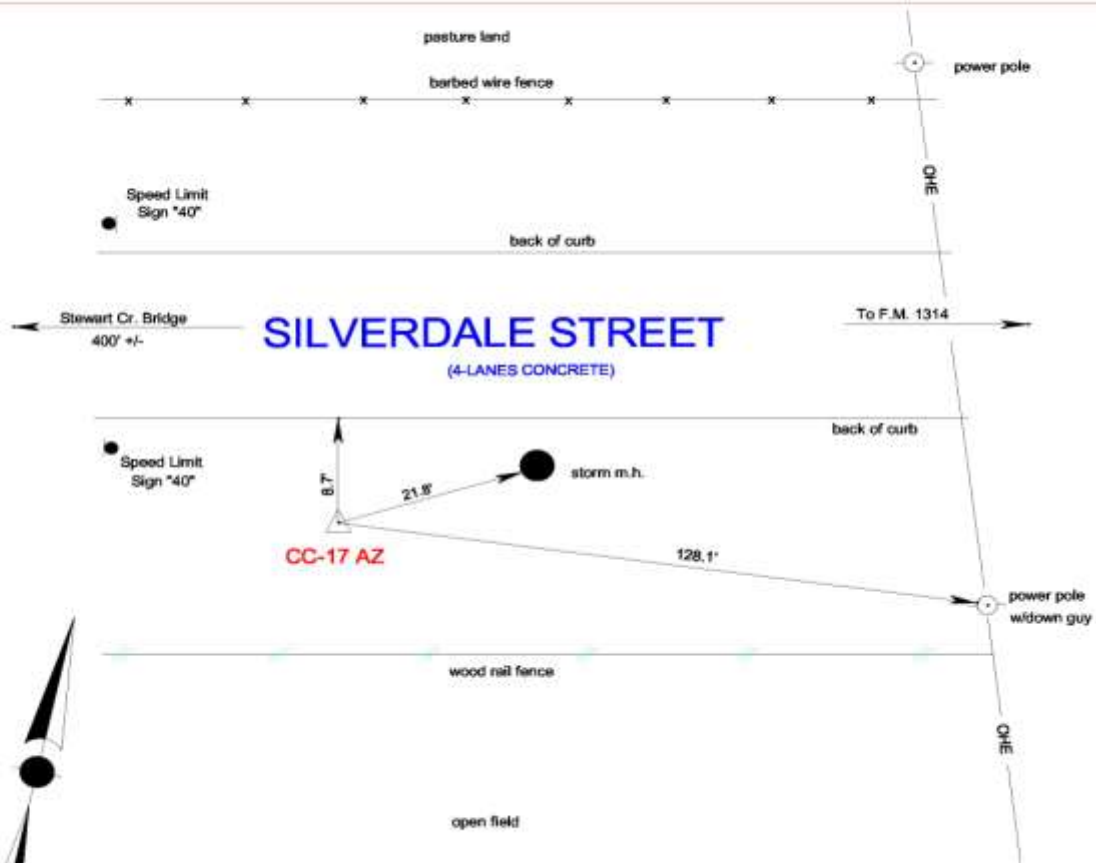 pasture land
power pole
barbed wire fence
OHE
Speed Limit
Sign "40"
back of curb
Stewart Cr. Bridge
400' +/-
SILVERDALE STREET
(4-LANES CONCRETE)
To F.M. 1314
back of curb
Speed Limit
Sign "40"
8.7'
21.8'
storm m.h.
CC-17 AZ
128.1'
power pole
w/down guy
wood rail fence
OHE
open field